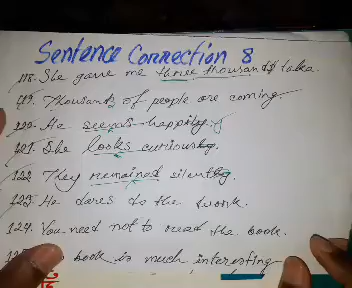 Sentence Connection 8
118. She gave me three thousands taka.
119. Thousands of people are coming.
120. He seems happily.
121. She looks curiously.
122. They remained silently.
123. He dares to the work.
124. You need not to read the book.
book is much interesting